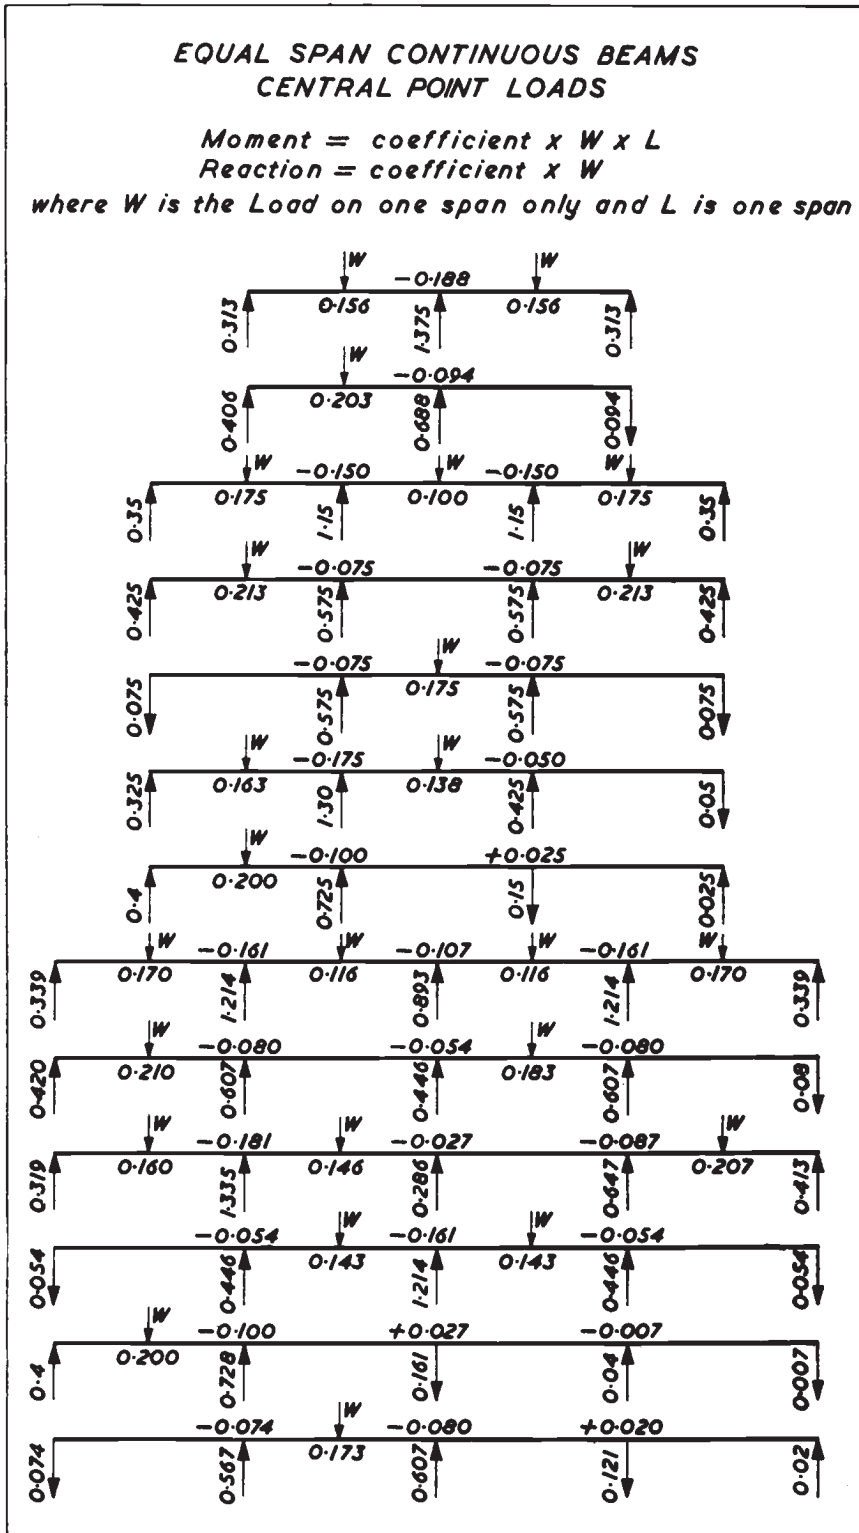 EQUAL SPAN CONTINUOUS BEAMS
CENTRAL POINT LOADS
Moment = coefficient x W x L
Reaction = coefficient x W
where W is the Load on one span only and L is one span
W W
-0·188
0·313 0·156 1·375 0·156 0·313
W
-0·094
0·406 0·203 0·688 0·094
W -0·150 W -0·150 W
0·35 0·175 1·15 0·100 1·15 0·175 0·35
W -0·075 -0·075 W
0·425 0·213 0·575 0·575 0·213 0·425
-0·075 W -0·075
0·075 0·575 0·175 0·575 0·075
W -0·175 W -0·050
0·325 0·163 1·30 0·138 0·425 0·05
W -0·100 +0·025
0·4 0·200 0·725 0·15 0·025
W -0·161 W -0·107 W -0·161 W
0·339 0·170 1·214 0·116 0·893 0·116 1·214 0·170 0·339
W -0·080 -0·054 W -0·080
0·420 0·210 0·607 0·446 0·183 0·607 0·08
W -0·181 W -0·027 -0·087 W
0·319 0·160 1·335 0·146 0·286 0·647 0·207 0·413
-0·054 W -0·161 W -0·054
0·054 0·446 0·143 1·214 0·143 0·446 0·054
W -0·100 +0·027 -0·007
0·4 0·200 0·728 0·161 0·04 0·007
-0·074 W -0·080 +0·020
0·074 0·567 0·173 0·607 0·121 0·02